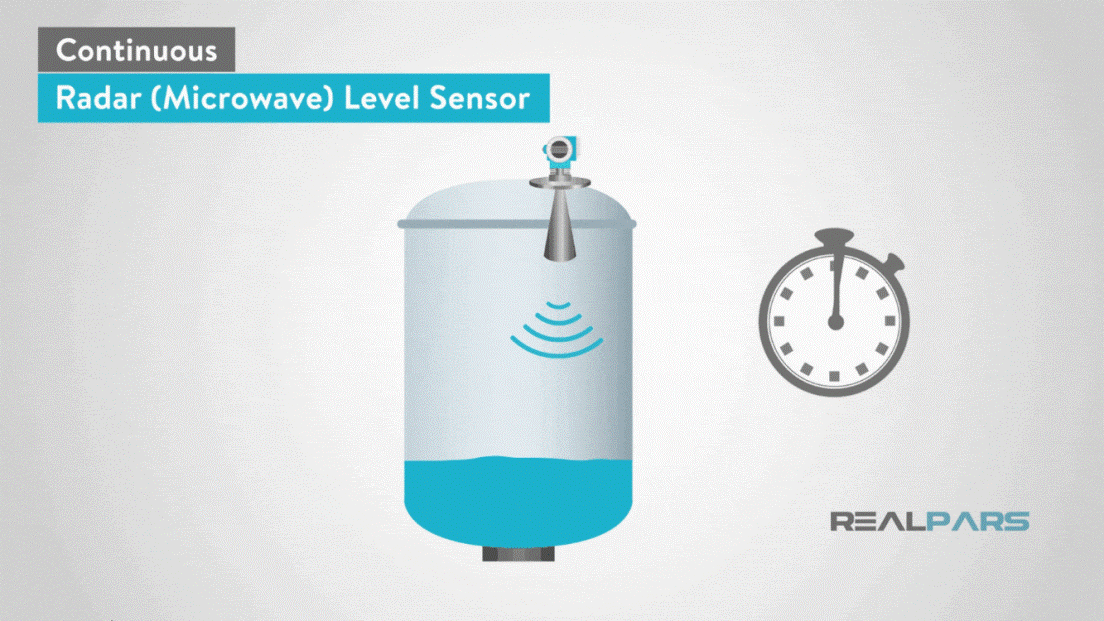 Continuous
Radar (Microwave) Level Sensor
REALPARS